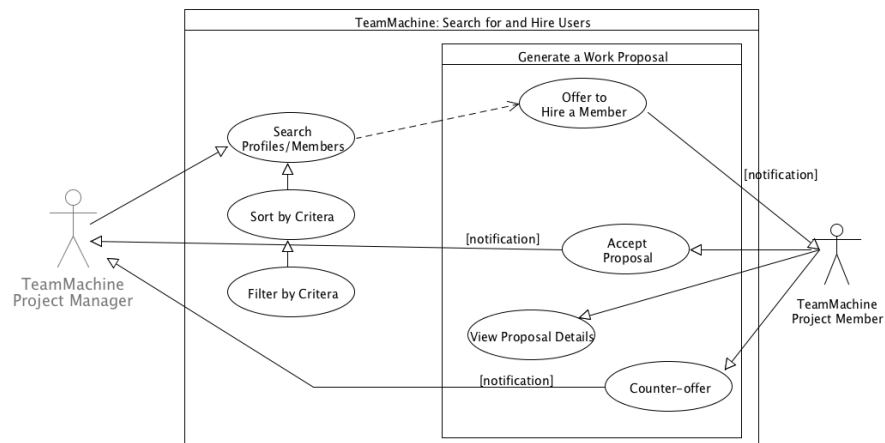 TeamMachine: Search for and Hire Users
Generate a Work Proposal
Offer to
Hire a Member
Search
Profiles/Members
[notification]
Sort by Critera
[notification]
Accept
Proposal
TeamMachine
Project Manager
Filter by Critera
TeamMachine
Project Member
View Proposal Details
[notification]
Counter-offer